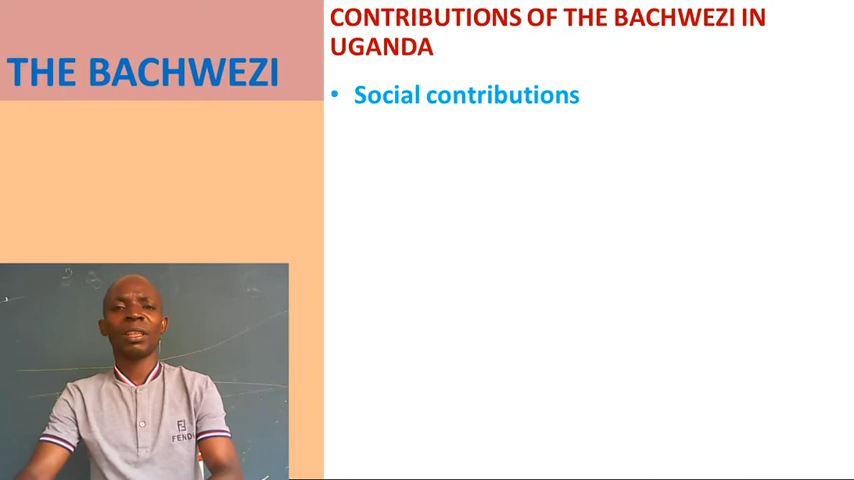 THE BACHWEZI
CONTRIBUTIONS OF THE BACHWEZI IN
UGANDA
• Social contributions
FENDI